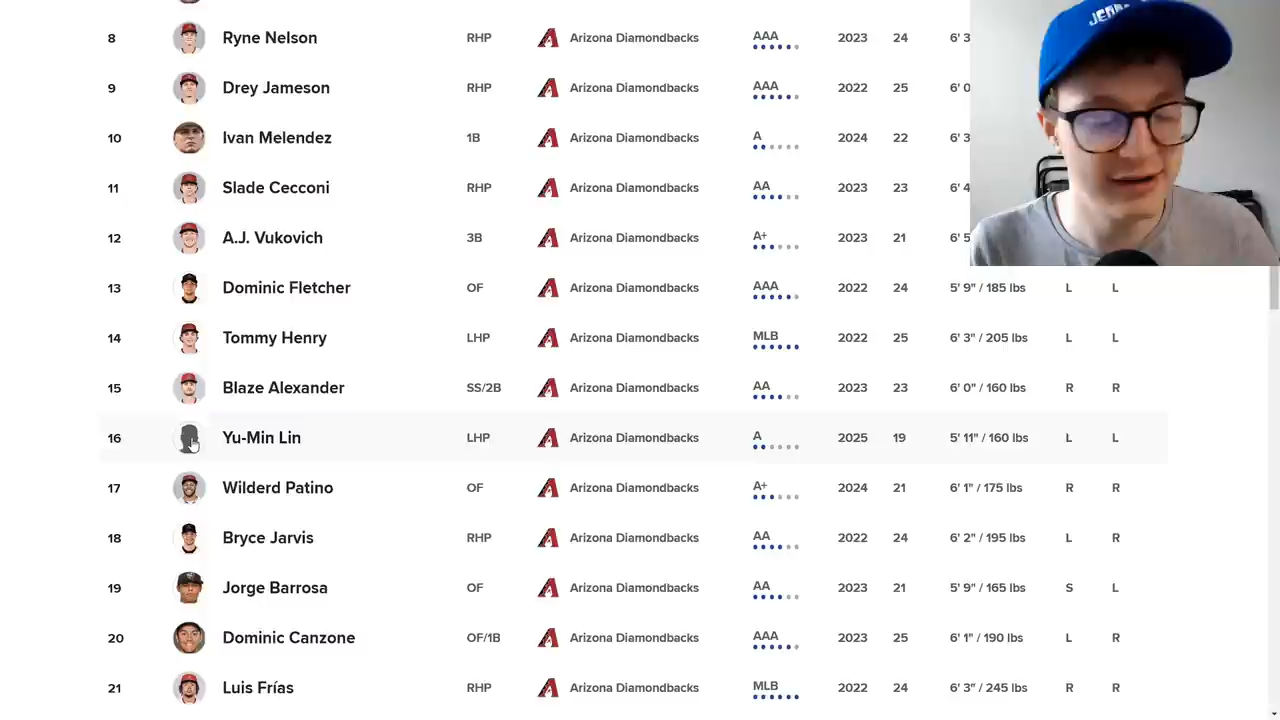 8 Ryne Nelson RHP Arizona Diamondbacks AAA 2023 24 6' 3
9 Drey Jameson RHP Arizona Diamondbacks AAA 2022 25 6' 0
10 Ivan Melendez 1B Arizona Diamondbacks A 2024 22 6' 3
11 Slade Cecconi RHP Arizona Diamondbacks AA 2023 23 6' 4
12 A.J. Vukovich 3B Arizona Diamondbacks A+ 2023 21 6' 5
13 Dominic Fletcher OF Arizona Diamondbacks AAA 2022 24 5' 9" / 185 lbs L L
14 Tommy Henry LHP Arizona Diamondbacks MLB 2022 25 6' 3" / 205 lbs L L
15 Blaze Alexander SS/2B Arizona Diamondbacks AA 2023 23 6' 0" / 160 lbs R R
16 Yu-Min Lin LHP Arizona Diamondbacks A 2025 19 5' 11" / 160 lbs L L
17 Wilderd Patino OF Arizona Diamondbacks A+ 2024 21 6' 1" / 175 lbs R R
18 Bryce Jarvis RHP Arizona Diamondbacks AA 2022 24 6' 2" / 195 lbs L R
19 Jorge Barrosa OF Arizona Diamondbacks AA 2023 21 5' 9" / 165 lbs S L
20 Dominic Canzone OF/1B Arizona Diamondbacks AAA 2023 25 6' 1" / 190 lbs L R
21 Luis Frías RHP Arizona Diamondbacks MLB 2022 24 6' 3" / 245 lbs R R